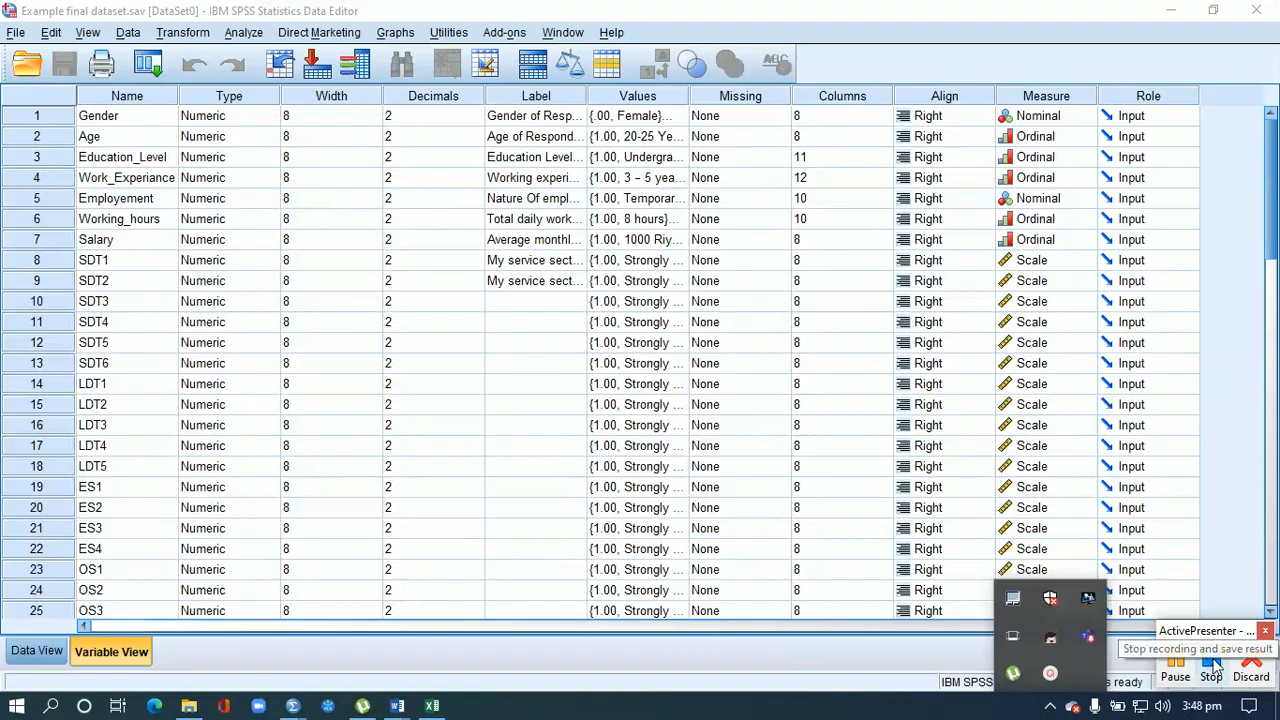 Example final dataset.sav [DataSet0] - IBM SPSS Statistics Data Editor
File Edit View Data Transform Analyze Direct Marketing Graphs Utilities Add-ons Window Help
Name Type Width Decimals Label Values Missing Columns Align Measure Role
1 Gender Numeric 8 2 Gender of Resp... {.00, Female}... None 8 Right Nominal Input
2 Age Numeric 8 2 Age of Respond... {1.00, 20-25 Ye... None 8 Right Ordinal Input
3 Education_Level Numeric 8 2 Education Level... {1.00, Undergra... None 11 Right Ordinal Input
4 Work_Experiance Numeric 8 2 Working experi... {1.00, 3 – 5 yea... None 12 Right Ordinal Input
5 Employement Numeric 8 2 Nature Of empl... {1.00, Temporar... None 10 Right Nominal Input
6 Working_hours Numeric 8 2 Total daily work... {1.00, 8 hours}... None 10 Right Ordinal Input
7 Salary Numeric 8 2 Average monthl... {1.00, 1000 Riy... None 8 Right Ordinal Input
8 SDT1 Numeric 8 2 My service sect... {1.00, Strongly ... None 8 Right Scale Input
9 SDT2 Numeric 8 2 My service sect... {1.00, Strongly ... None 8 Right Scale Input
10 SDT3 Numeric 8 2 {1.00, Strongly ... None 8 Right Scale Input
11 SDT4 Numeric 8 2 {1.00, Strongly ... None 8 Right Scale Input
12 SDT5 Numeric 8 2 {1.00, Strongly ... None 8 Right Scale Input
13 SDT6 Numeric 8 2 {1.00, Strongly ... None 8 Right Scale Input
14 LDT1 Numeric 8 2 {1.00, Strongly ... None 8 Right Scale Input
15 LDT2 Numeric 8 2 {1.00, Strongly ... None 8 Right Scale Input
16 LDT3 Numeric 8 2 {1.00, Strongly ... None 8 Right Scale Input
17 LDT4 Numeric 8 2 {1.00, Strongly ... None 8 Right Scale Input
18 LDT5 Numeric 8 2 {1.00, Strongly ... None 8 Right Scale Input
19 ES1 Numeric 8 2 {1.00, Strongly ... None 8 Right Scale Input
20 ES2 Numeric 8 2 {1.00, Strongly ... None 8 Right Scale Input
21 ES3 Numeric 8 2 {1.00, Strongly ... None 8 Right Scale Input
22 ES4 Numeric 8 2 {1.00, Strongly ... None 8 Right Scale Input
23 OS1 Numeric 8 2 {1.00, Strongly ... None 8 Right Scale Input
24 OS2 Numeric 8 2 {1.00, Strongly ... None 8 Right Input
25 OS3 Numeric 8 2 {1.00, Strongly ... None 8 Right Input
ActivePresenter - ...
Stop recording and save result
Data View Variable View
Pause Stop Discard
IBM SPSS s ready
3:48 pm